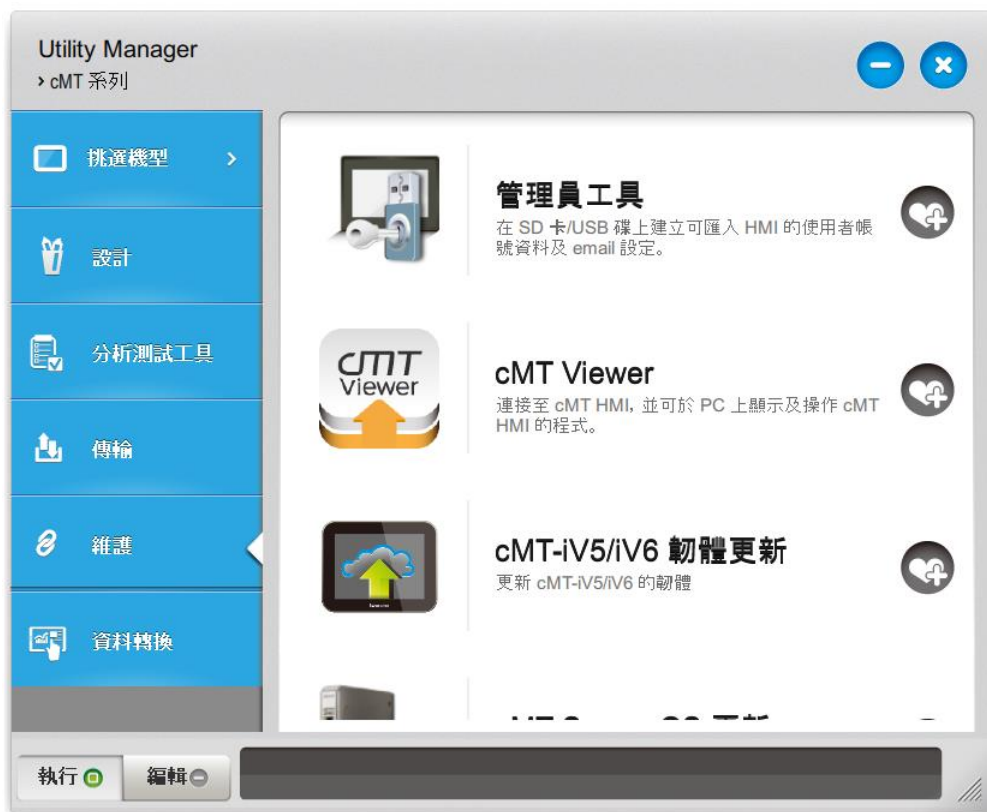 Utility Manager
› cMT 系列
挑選機型
設計
分析測試工具
傳輸
維護
資料轉換
管理員工具
在 SD 卡/USB 碟上建立可匯入 HMI 的使用者帳
號資料及 email 設定。
cMT
Viewer
cMT Viewer
連接至 cMT HMI, 並可於 PC 上顯示及操作 cMT
HMI 的程式。
cMT-iV5/iV6 韌體更新
更新 cMT-iV5/iV6 的韌體
執行
編輯